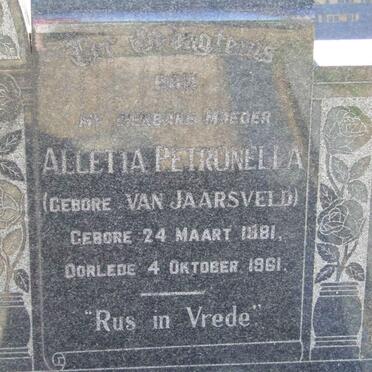 Ter Gedagtenis
aan
my dierbare moeder
Alletta Petronella
(gebore van Jaarsveld)
gebore 24 Maart 1881.
oorlede 4 Oktober 1961.
"Rus in Vrede"